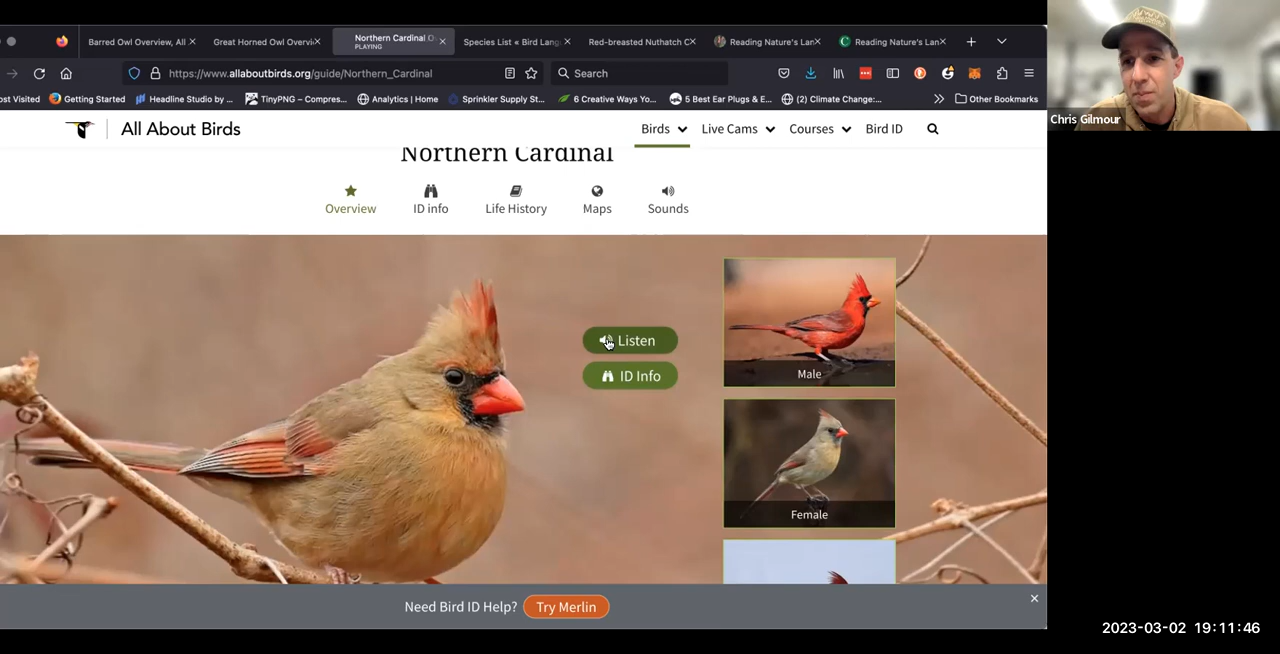 Barred Owl Overview, All
Great Horned Owl Overvi
Northern Cardinal O
PLAYING
Species List « Bird Lang
Red-breasted Nuthatch C
Reading Nature's Lan
Reading Nature's Lan
https://www.allaboutbirds.org/guide/Northern_Cardinal
Search
ost Visited
Getting Started
Headline Studio by ...
TinyPNG – Compres...
Analytics | Home
Sprinkler Supply St...
6 Creative Ways Yo...
5 Best Ear Plugs & E...
(2) Climate Change:...
Other Bookmarks
Chris Gilmour
All About Birds
Birds
Live Cams
Courses
Bird ID
Northern Cardinal
Overview
ID info
Life History
Maps
Sounds
Listen
ID Info
Male
Female
Need Bird ID Help?
Try Merlin
2023-03-02 19:11:46